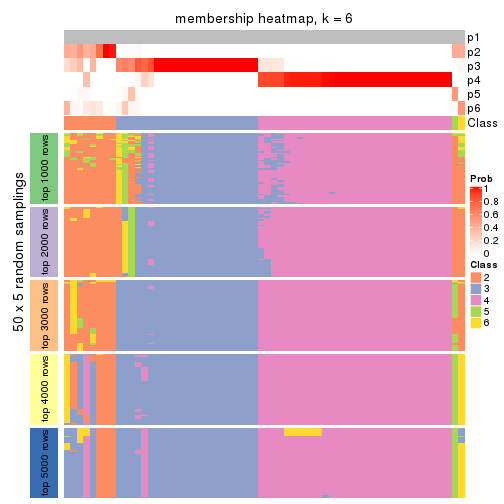 membership heatmap, k = 6
p1
p2
p3
p4
p5
p6
Class
50 x 5 random samplings
top 1000 rows
top 2000 rows
top 3000 rows
top 4000 rows
top 5000 rows
Prob
1
0.8
0.6
0.4
0.2
0
Class
2
3
4
5
6